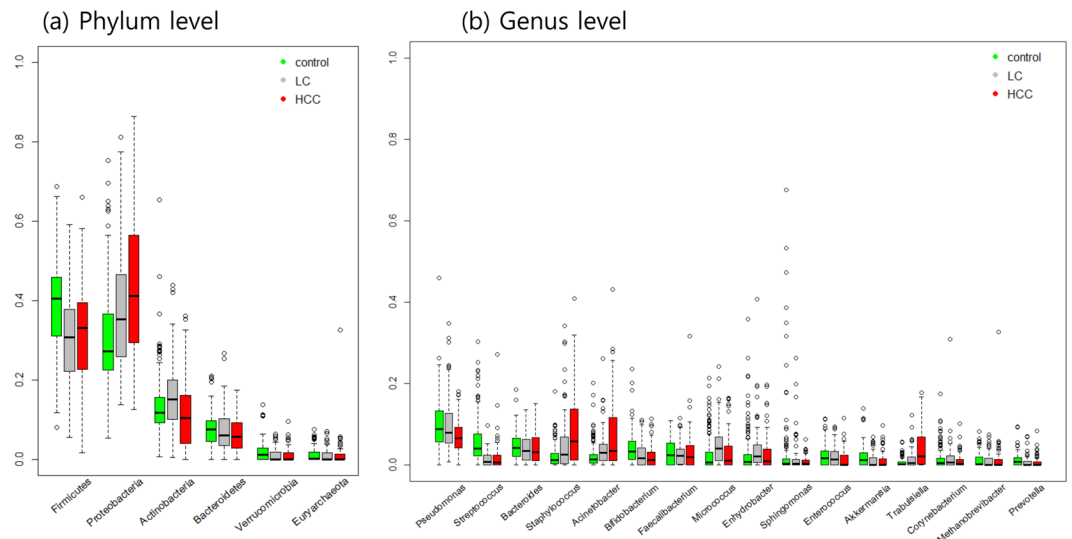 (a) Phylum level
(b) Genus level
1.0
0.8
0.6
0.4
0.2
0.0
control
LC
HCC
Firmicutes
Proteobacteria
Actinobacteria
Bacteroidetes
Verrucomicrobia
Euryarchaeota
1.0
0.8
0.6
0.4
0.2
0.0
control
LC
HCC
Pseudomonas
Streptococcus
Bacteroides
Staphylococcus
Acinetobacter
Bifidobacterium
Faecalibacterium
Micrococcus
Enhydrobacter
Sphingomonas
Enterococcus
Akkermansia
Trabulsiella
Corynebacterium
Methanobrevibacter
Prevotella